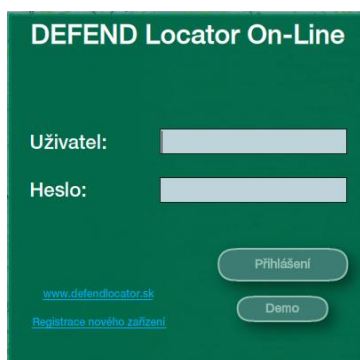 DEFEND Locator On-Line
Uživatel:
Heslo:
Přihlášení
www.defendlocator.sk
Demo
Registrace nového zařízení